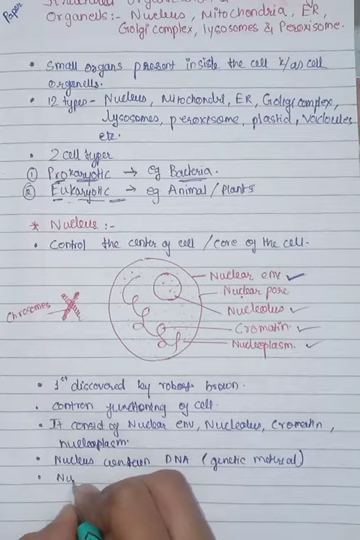 Paper
Organells:- Nucleus, Mitochondria, ER,
Golgi complex, lysosomes & Peroxisome.
• Small organs present inside the cell k/as cell
organells.
• 12 types - Nucleus, Mitochondri, ER, Golgi complex,
lysosomes, peroxisome, plastid, Vacuoles
etc.
• 2 cell types
① Prokaryotic → eg Bacteria.
② Eukaryotic → eg Animal/Plants
* Nucleus :-
• Control the center of cell / core of the cell.
Nuclear env ✓
Nuclear pore
Nucleolus ✓
Cromatin ✓
Nucleoplasm ✓
Chrosomes
• 1st discovered by robert brown.
• Control functioning of cell.
• It consist of Nuclear env, Nucleolus, Cromatin,
nucleoplasm.
• Nucleus contain DNA (genetic material)
• Nu